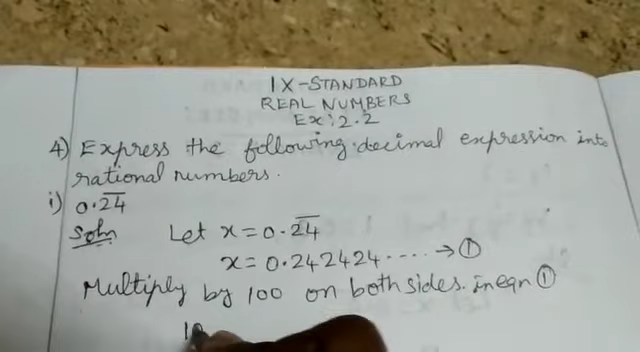 IX-STANDARD
REAL NUMBERS
Ex:2.2
4) Express the following decimal expression into
rational numbers.
i) 0.2̅4̅
Soln Let x = 0.2̅4̅
x = 0.242424.....→①
Multiply by 100 on both sides. in eqn ①
10